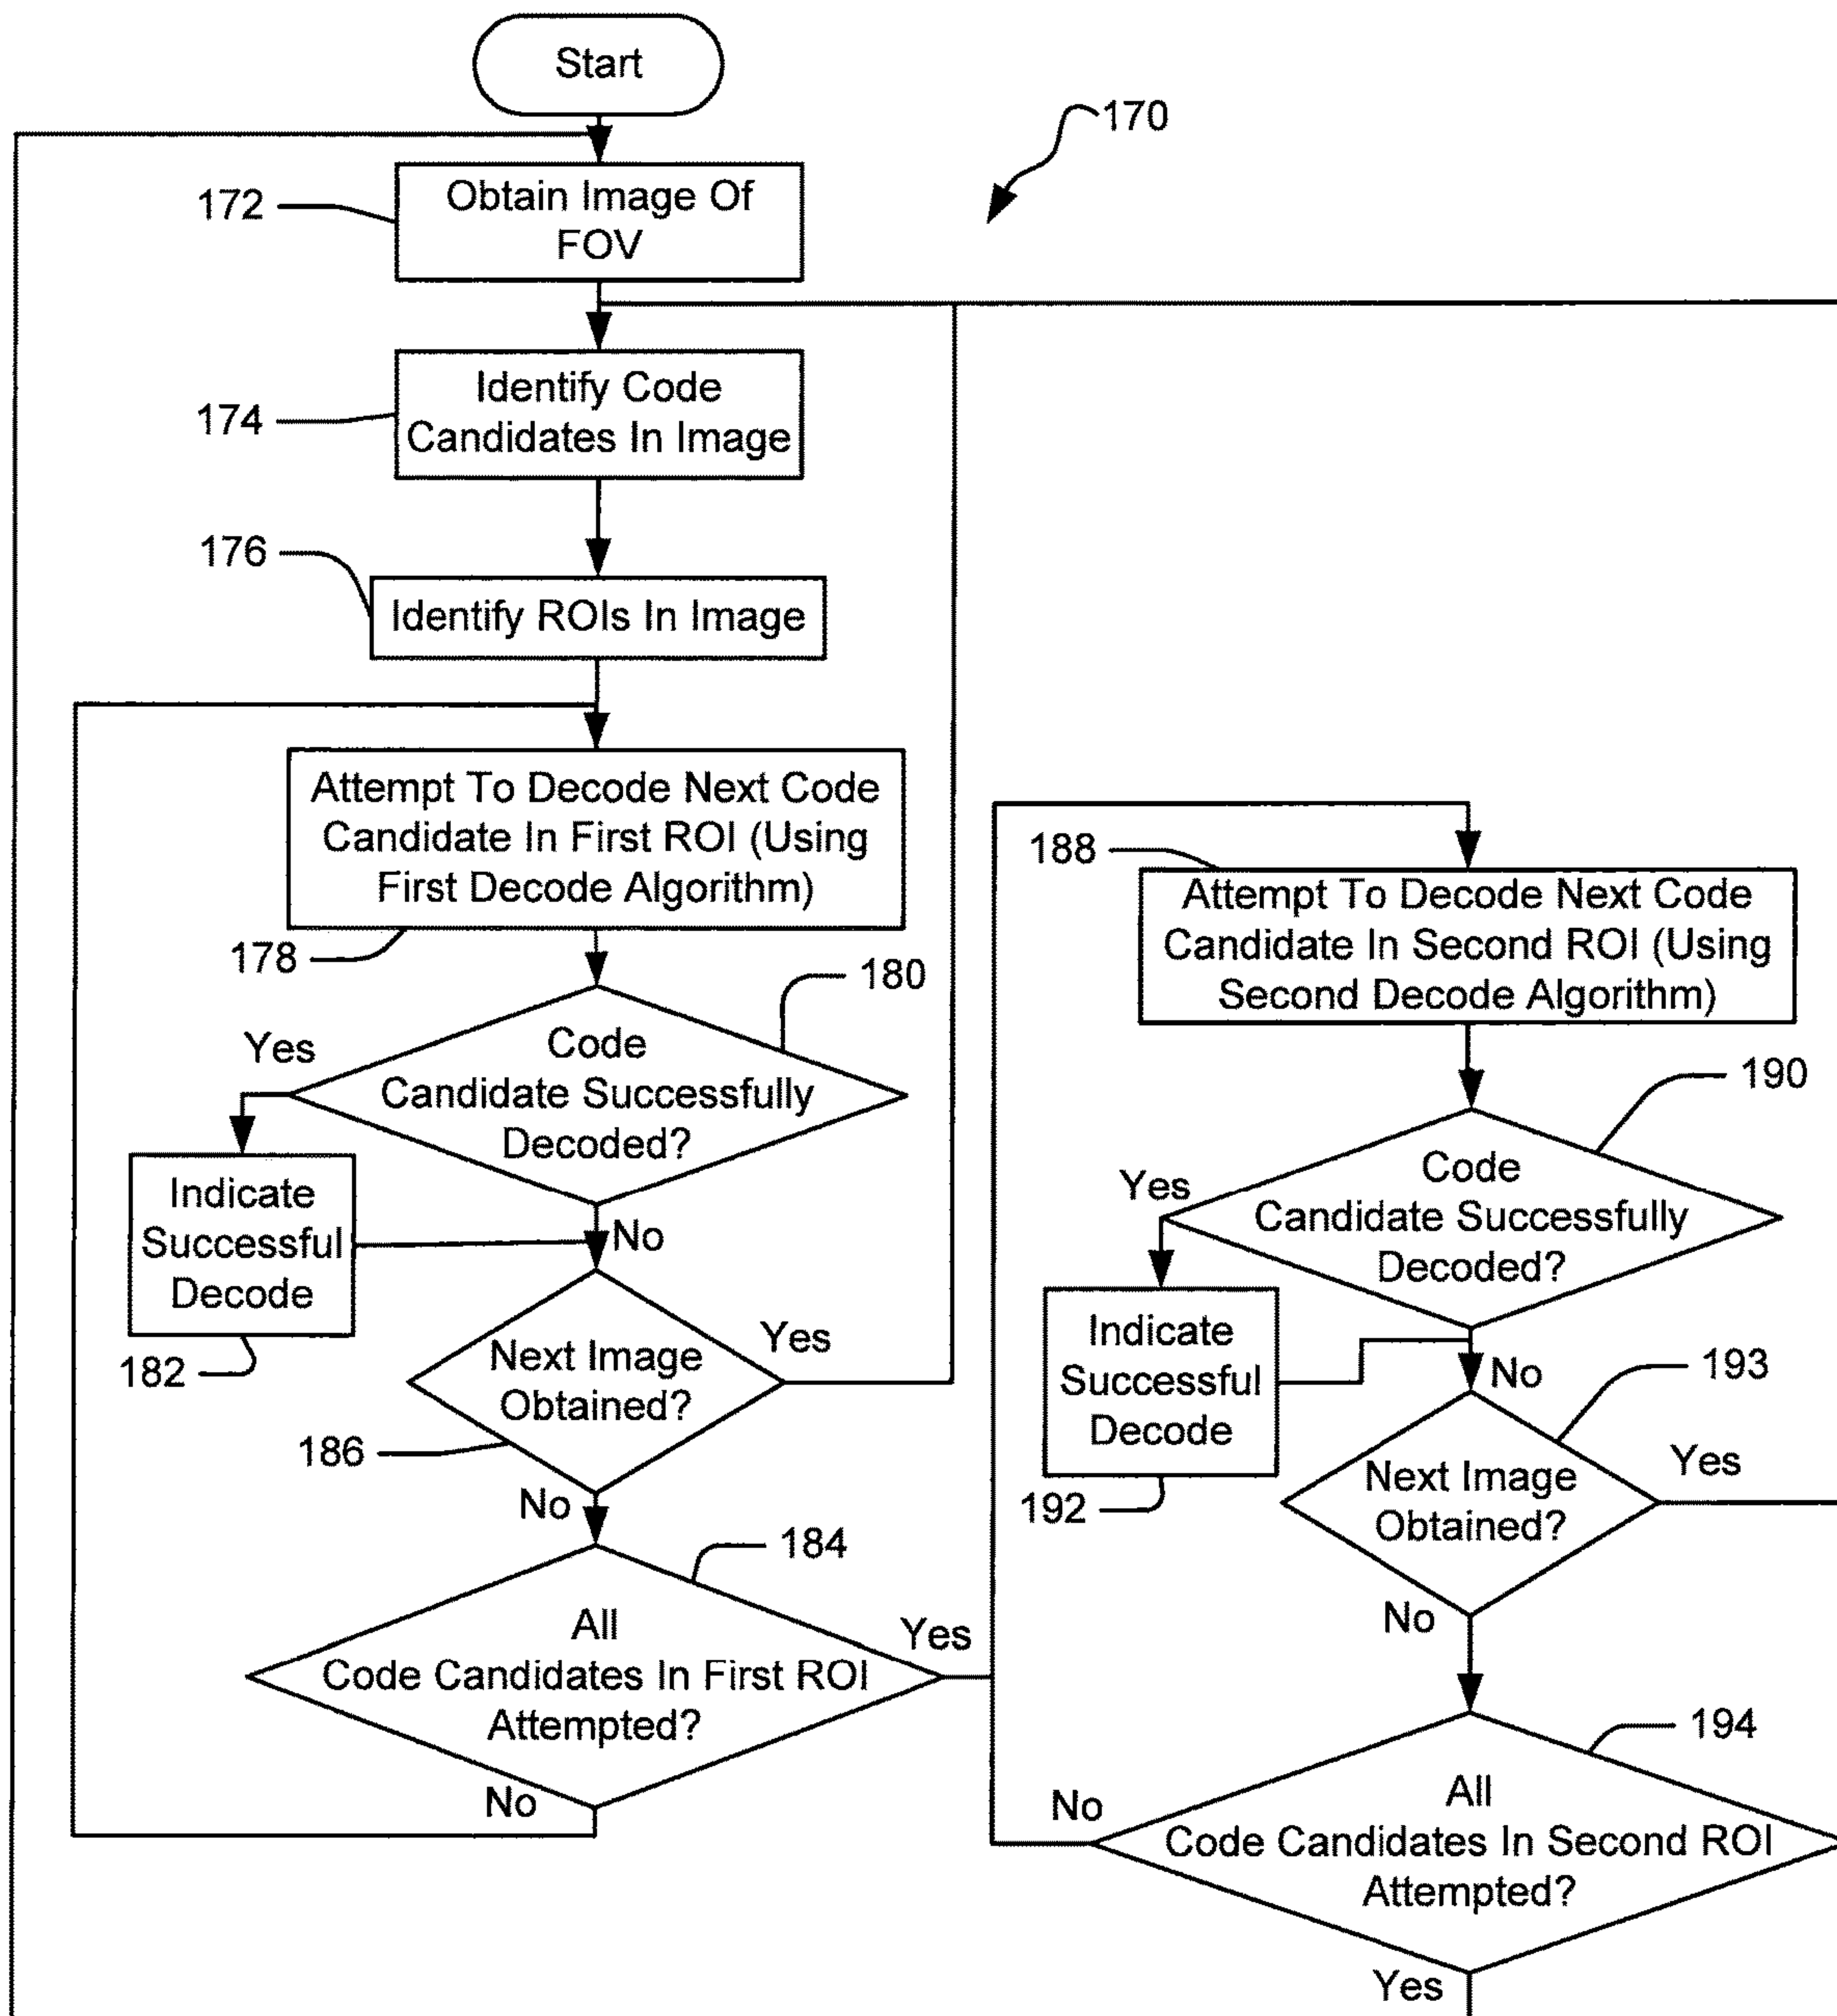 Start
170
172
Obtain Image Of
FOV
174
Identify Code
Candidates In Image
176
Identify ROIs In Image
Attempt To Decode Next Code
Candidate In First ROI (Using
First Decode Algorithm)
178
180
Yes
Code
Candidate Successfully
Decoded?
No
Indicate
Successful
Decode
182
Next Image
Obtained?
Yes
186
No
184
All
Code Candidates In First ROI
Attempted?
Yes
No
188
Attempt To Decode Next Code
Candidate In Second ROI (Using
Second Decode Algorithm)
190
Yes
Code
Candidate Successfully
Decoded?
No
Indicate
Successful
Decode
192
193
Next Image
Obtained?
Yes
No
194
No
All
Code Candidates In Second ROI
Attempted?
Yes